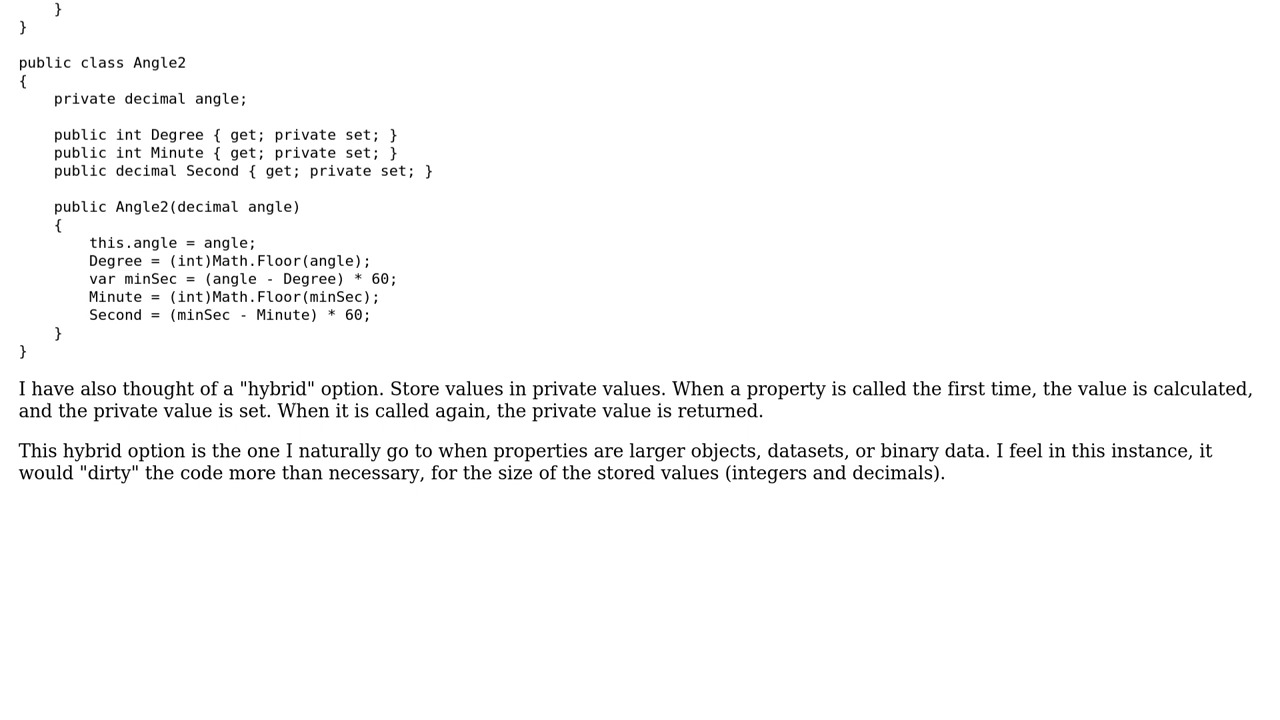 }
}
public class Angle2
{
    private decimal angle;
    public int Degree { get; private set; }
    public int Minute { get; private set; }
    public decimal Second { get; private set; }
    public Angle2(decimal angle)
    {
        this.angle = angle;
        Degree = (int)Math.Floor(angle);
        var minSec = (angle - Degree) * 60;
        Minute = (int)Math.Floor(minSec);
        Second = (minSec - Minute) * 60;
    }
}
I have also thought of a "hybrid" option. Store values in private values. When a property is called the first time, the value is calculated,
and the private value is set. When it is called again, the private value is returned.
This hybrid option is the one I naturally go to when properties are larger objects, datasets, or binary data. I feel in this instance, it
would "dirty" the code more than necessary, for the size of the stored values (integers and decimals).